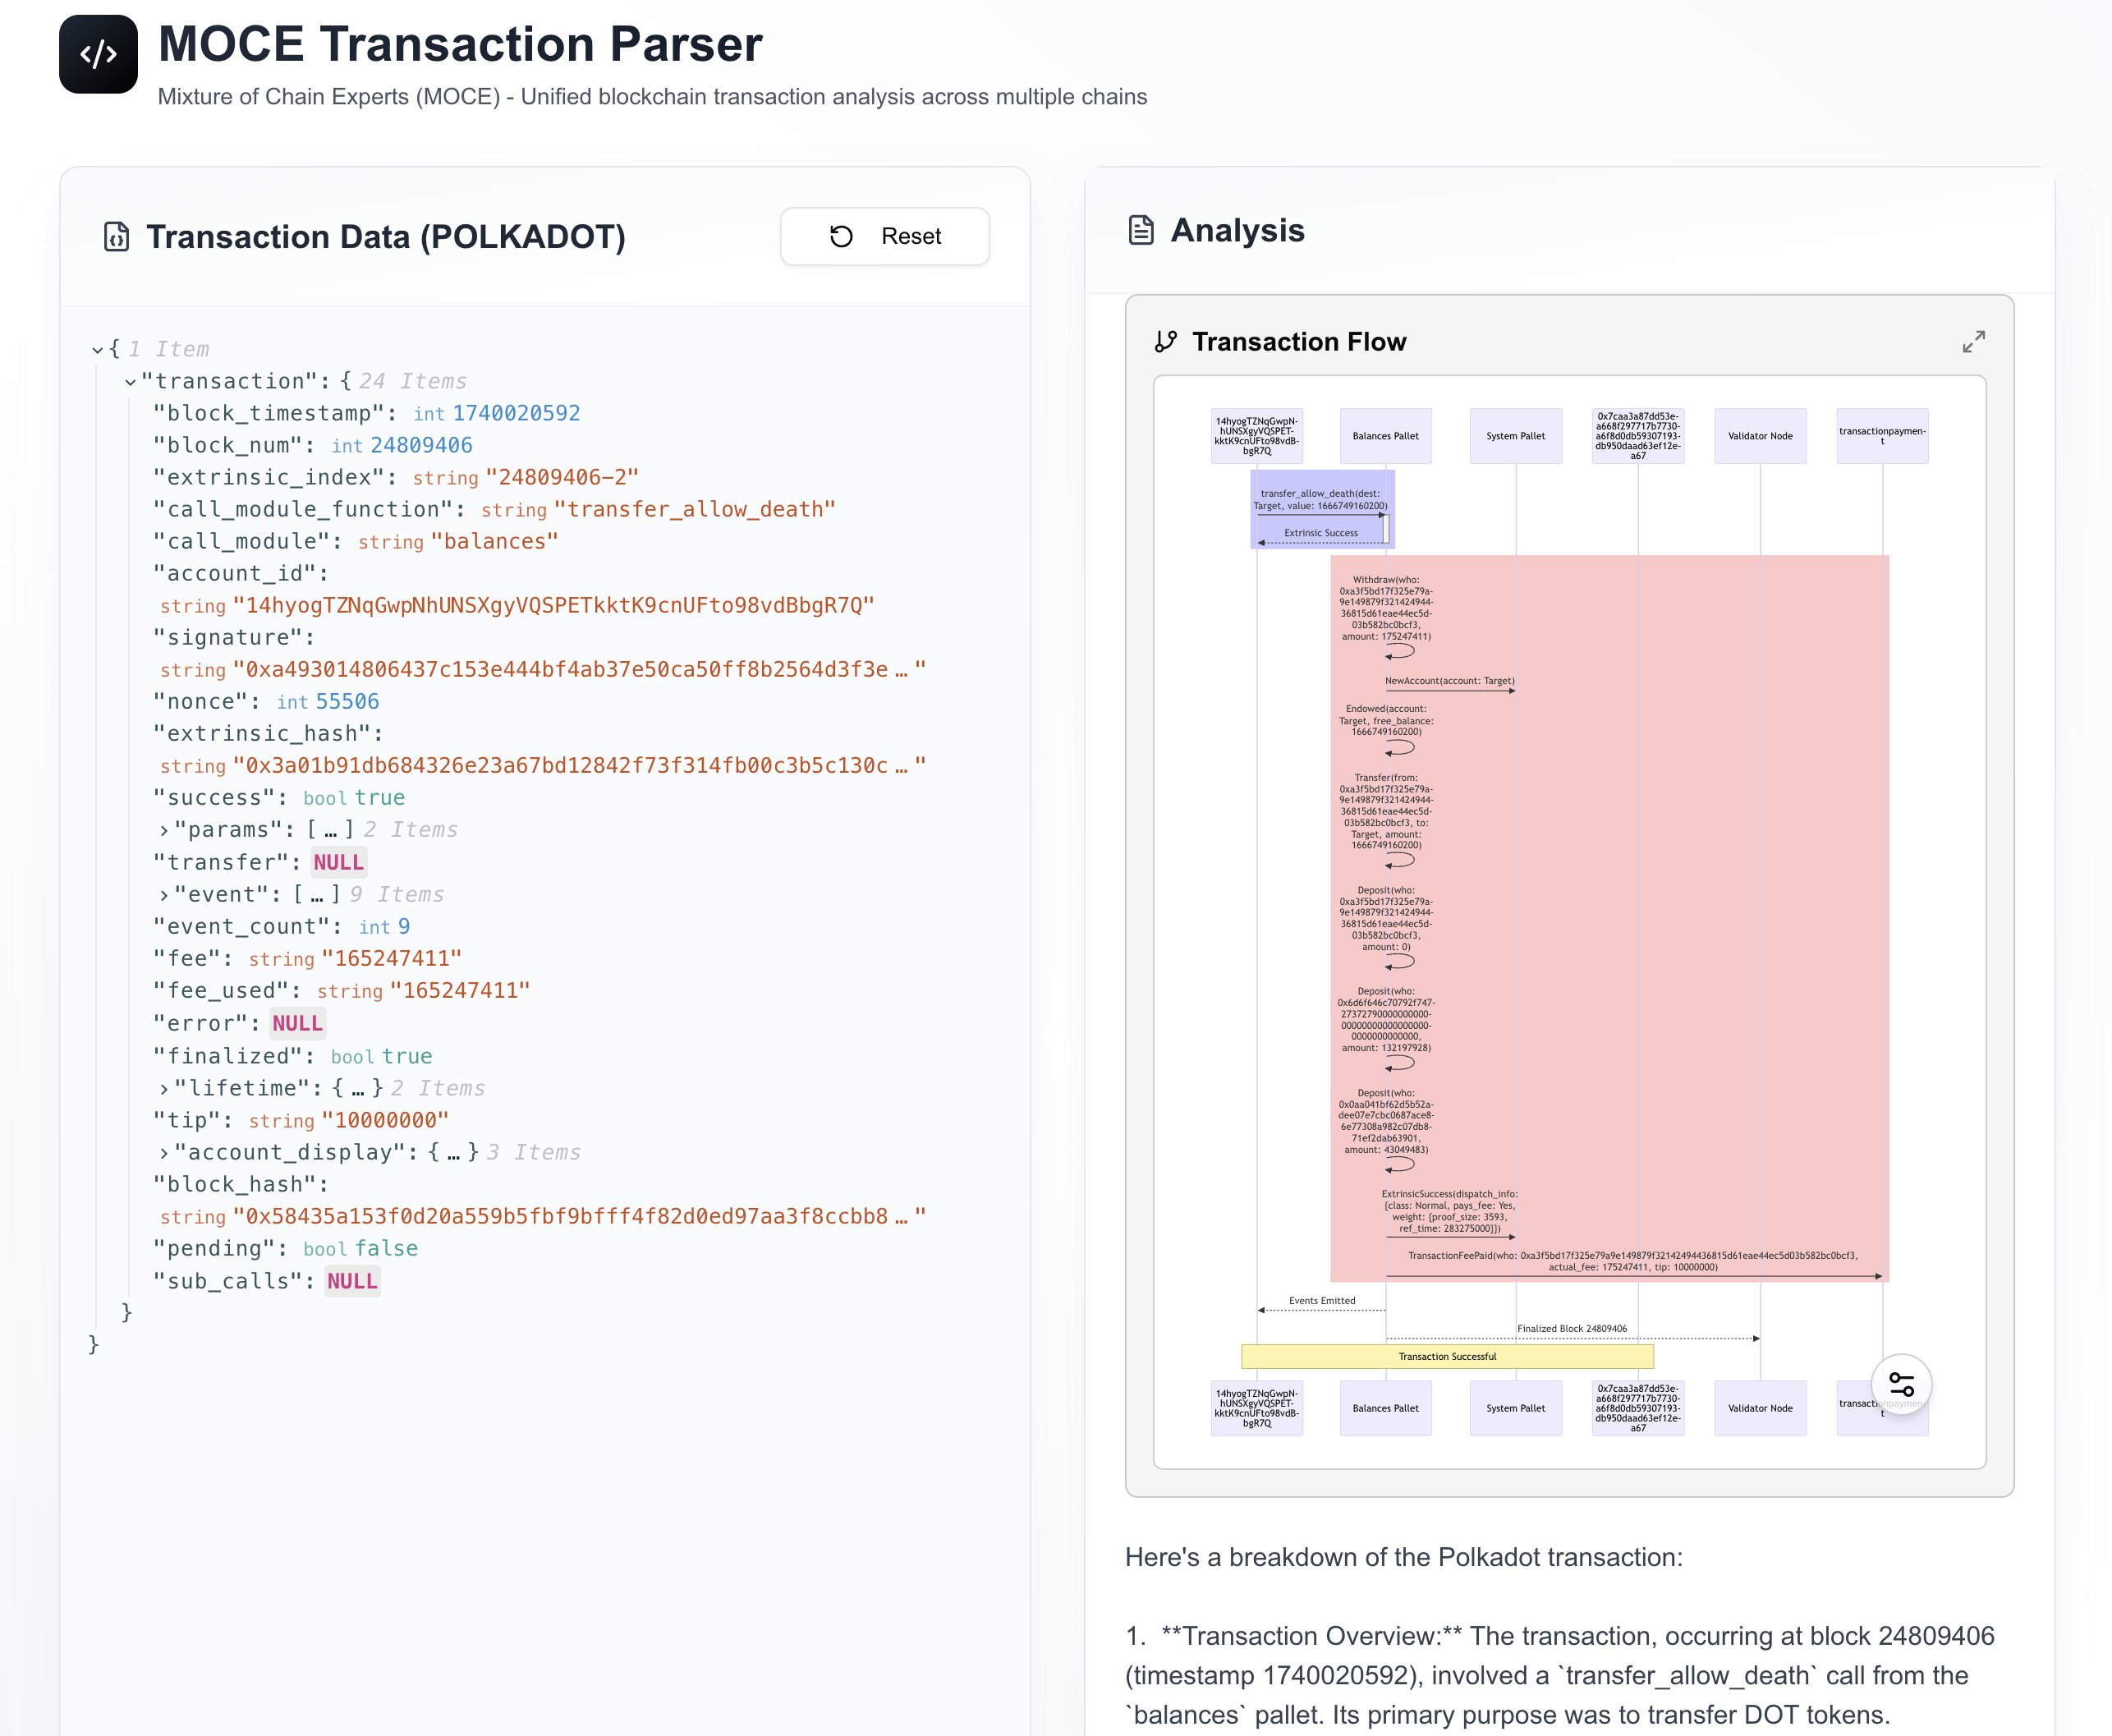 MOCE Transaction Parser
Mixture of Chain Experts (MOCE) - Unified blockchain transaction analysis across multiple chains
Transaction Data (POLKADOT)
Reset
{ 1 Item
"transaction": { 24 Items
"block_timestamp": int 1740020592
"block_num": int 24809406
"extrinsic_index": string "24809406-2"
"call_module_function": string "transfer_allow_death"
"call_module": string "balances"
"account_id":
string "14hyogTZNqGwpNhUNSXgyVQSPETkktK9cnUFto98vdBbgR7Q"
"signature":
string "0xa493014806437c153e444bf4ab37e50ca50ff8b2564d3f3e … "
"nonce": int 55506
"extrinsic_hash":
string "0x3a01b91db684326e23a67bd12842f73f314fb00c3b5c130c … "
"success": bool true
"params": [ … ] 2 Items
"transfer": NULL
"event": [ … ] 9 Items
"event_count": int 9
"fee": string "165247411"
"fee_used": string "165247411"
"error": NULL
"finalized": bool true
"lifetime": { … } 2 Items
"tip": string "10000000"
"account_display": { … } 3 Items
"block_hash":
string "0x58435a153f0d20a559b5fbf9bfff4f82d0ed97aa3f8ccbb8 … "
"pending": bool false
"sub_calls": NULL
}
}
Analysis
Transaction Flow
14hyogTZNqGwpN-
hUNSXgyVQSPET-
kktK9cnUFto98vdB-
bgR7Q
Balances Pallet
System Pallet
0x7caa3a87dd53e-
a668f297717b7730-
a6f8d0db59307193-
db950daad63ef12e-
a67
Validator Node
transactionpaymen-
t
transfer_allow_death(dest:
Target, value: 1666749160200)
Extrinsic Success
Withdraw(who:
0xa3f5bd17f325e79a-
9e149879f321424944-
36815d61eae44ec5d-
03b582bc0bcf3,
amount: 175247411)
NewAccount(account: Target)
Endowed(account:
Target, free_balance:
1666749160200)
Transfer(from:
0xa3f5bd17f325e79a-
9e149879f321424944-
36815d61eae44ec5d-
03b582bc0bcf3, to:
Target, amount:
1666749160200)
Deposit(who:
0xa3f5bd17f325e79a-
9e149879f321424944-
36815d61eae44ec5d-
03b582bc0bcf3,
amount: 0)
Deposit(who:
0x6d6f646c70792f747-
27372790000000000-
00000000000000000-
0000000000000,
amount: 132197928)
Deposit(who:
0x0aa041bf62d5b52a-
dee07e7cbc0687ace8-
6e77308a982c07db8-
71ef2dab63901,
amount: 43049483)
ExtrinsicSuccess(dispatch_info:
{class: Normal, pays_fee: Yes,
weight: {proof_size: 3593,
ref_time: 283275000}})
TransactionFeePaid(who: 0xa3f5bd17f325e79a9e149879f32142494436815d61eae44ec5d03b582bc0bcf3,
actual_fee: 175247411, tip: 10000000)
Events Emitted
Finalized Block 24809406
Transaction Successful
14hyogTZNqGwpN-
hUNSXgyVQSPET-
kktK9cnUFto98vdB-
bgR7Q
Balances Pallet
System Pallet
0x7caa3a87dd53e-
a668f297717b7730-
a6f8d0db59307193-
db950daad63ef12e-
a67
Validator Node
transactionpaymen-
t
Here's a breakdown of the Polkadot transaction:
1. **Transaction Overview:** The transaction, occurring at block 24809406
(timestamp 1740020592), involved a `transfer_allow_death` call from the
`balances` pallet. Its primary purpose was to transfer DOT tokens.